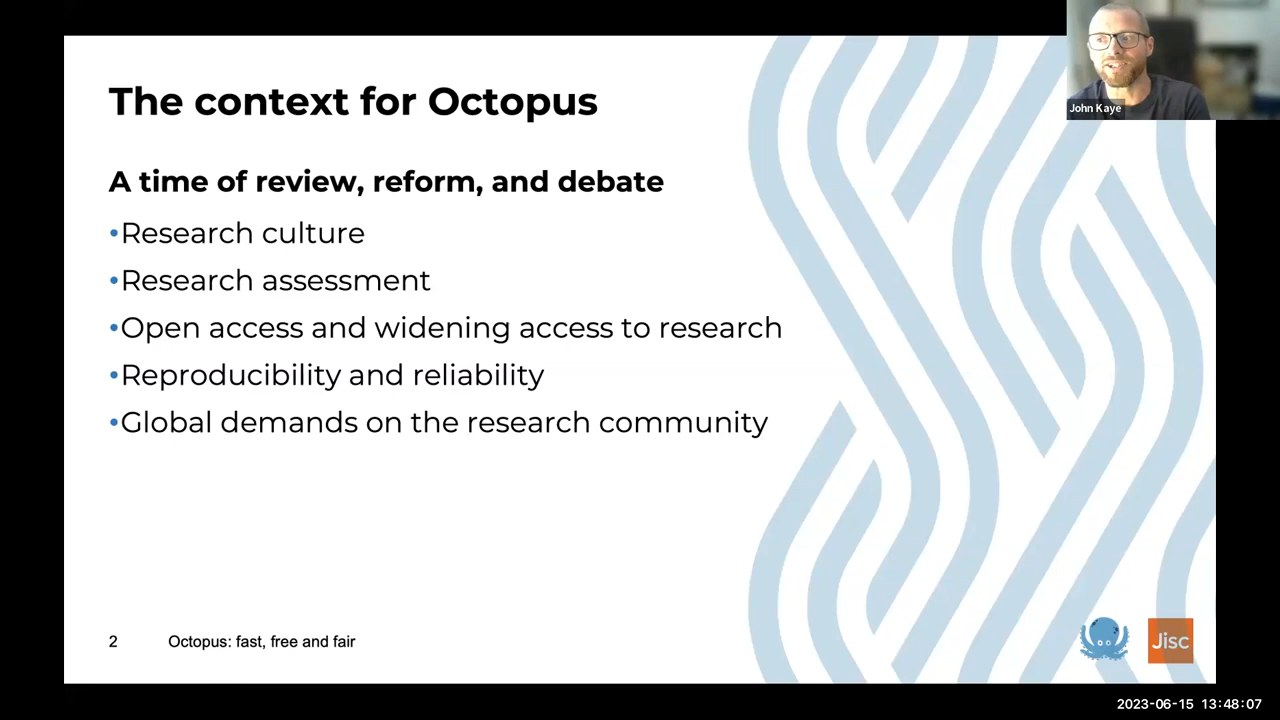 The context for Octopus
John Kaye
A time of review, reform, and debate
•Research culture
•Research assessment
•Open access and widening access to research
•Reproducibility and reliability
•Global demands on the research community
2 Octopus: fast, free and fair
Jisc
2023-06-15 13:48:07